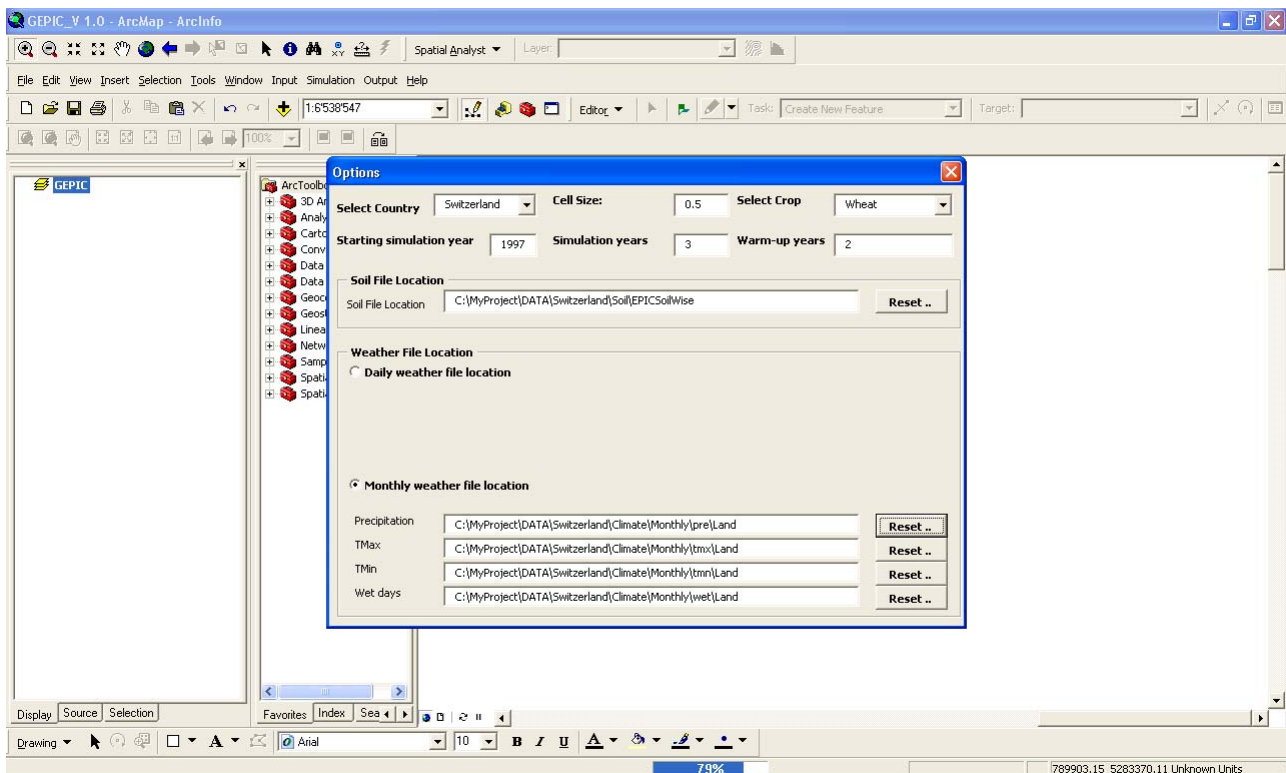 GEPIC_V 1.0 - ArcMap - ArcInfo
Spatial Analyst Layer:
File Edit View Insert Selection Tools Window Input Simulation Output Help
1:6'538'547 Editor Task: Create New Feature Target:
100%
GEPIC
ArcToolbo
3D Ar
Analy
Carto
Conv
Data
Data
Geoco
Geos
Linea
Netw
Samp
Spati
Spati
Options
Select Country Switzerland Cell Size: 0.5 Select Crop Wheat
Starting simulation year 1997 Simulation years 3 Warm-up years 2
Soil File Location
Soil File Location C:\MyProject\DATA\Switzerland\Soil\EPICSoilWise Reset ..
Weather File Location
Daily weather file location
Monthly weather file location
Precipitation C:\MyProject\DATA\Switzerland\Climate\Monthly\pre\Land Reset ..
TMax C:\MyProject\DATA\Switzerland\Climate\Monthly\tmx\Land Reset ..
TMin C:\MyProject\DATA\Switzerland\Climate\Monthly\tmn\Land Reset ..
Wet days C:\MyProject\DATA\Switzerland\Climate\Monthly\wet\Land Reset ..
Display Source Selection Favorites Index Sea
Drawing A Arial 10 B I U A
79% 789903.15 5283370.11 Unknown Units